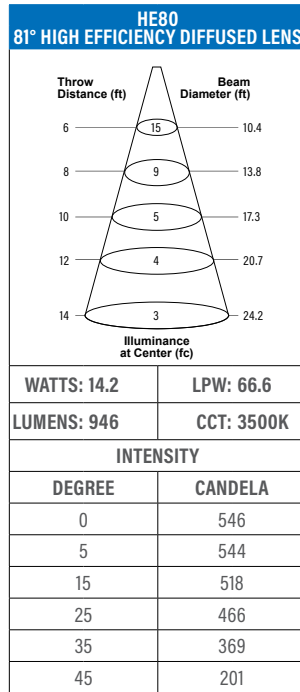 HE80
81° HIGH EFFICIENCY DIFFUSED LENS
Throw Beam
Distance (ft) Diameter (ft)
6 15 10.4
8 9 13.8
10 5 17.3
12 4 20.7
14 3 24.2
Illuminance
at Center (fc)
WATTS: 14.2 LPW: 66.6
LUMENS: 946 CCT: 3500K
INTENSITY
DEGREE CANDELA
0 546
5 544
15 518
25 466
35 369
45 201